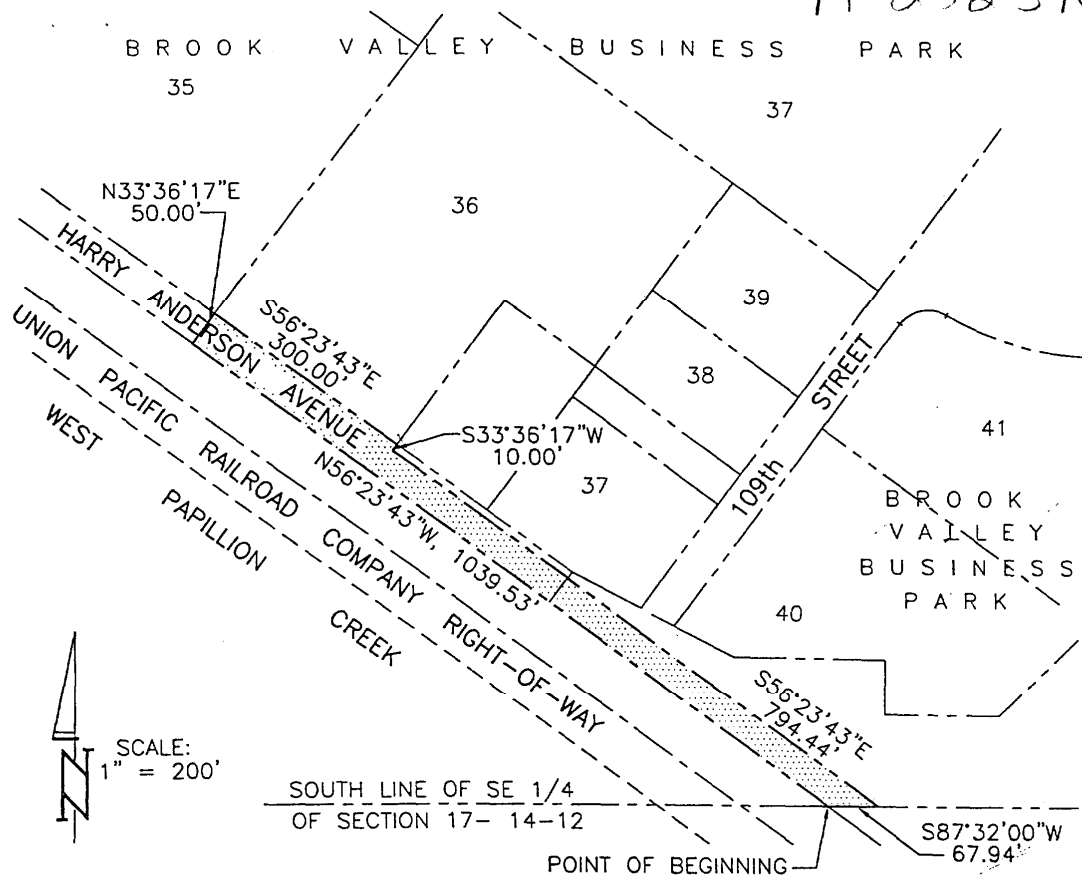 BROOK VALLEY BUSINESS PARK
35
37
36
N33°36'17"E
50.00'
HARRY ANDERSON AVENUE
S56°23'43"E
300.00'
39
38
109th STREET
41
S33°36'17"W
10.00'
37
UNION PACIFIC RAILROAD COMPANY RIGHT-OF-WAY
N56°23'43"W, 1039.53'
WEST PAPILLION CREEK
BROOK
VALLEY
BUSINESS
PARK
40
S56°23'43"E
794.44'
SCALE:
1" = 200'
SOUTH LINE OF SE 1/4
OF SECTION 17- 14-12
S87°32'00"W
67.94'
POINT OF BEGINNING